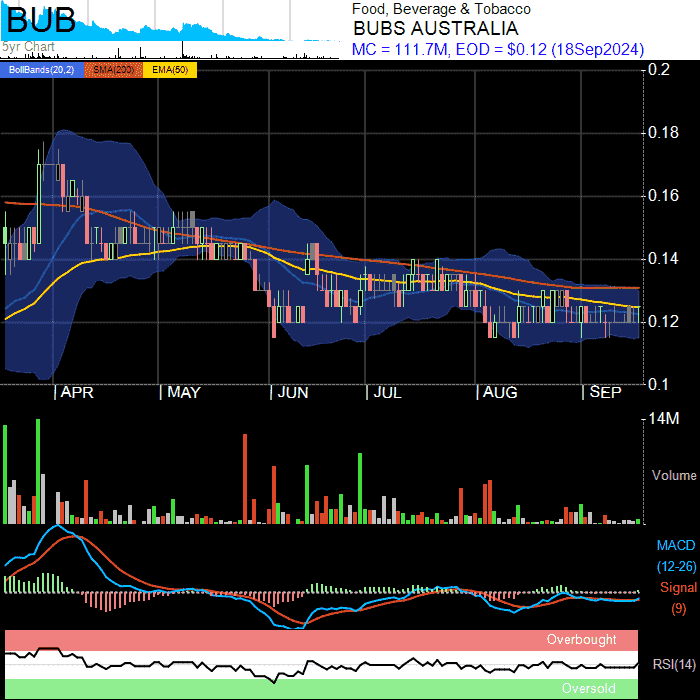 BUB
Food, Beverage & Tobacco
BUBS AUSTRALIA
MC = 111.7M, EOD = $0.12 (18Sep2024)
5yr Chart
BollBands(20,2) SMA(200) EMA(50)
0.2
0.18
0.16
0.14
0.12
0.1
APR MAY JUN JUL AUG SEP
14M
Volume
MACD
(12-26)
Signal
(9)
Overbought
RSI(14)
Oversold